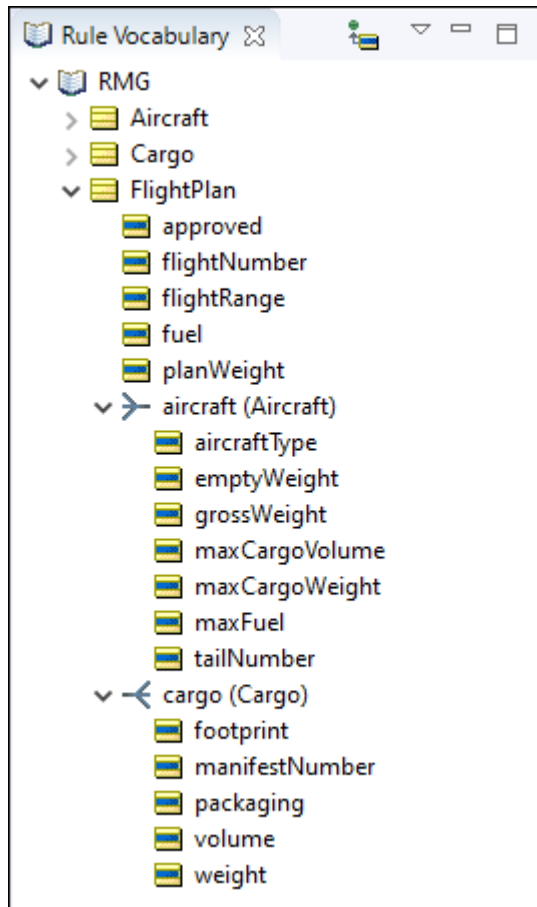 Rule Vocabulary
RMG
Aircraft
Cargo
FlightPlan
approved
flightNumber
flightRange
fuel
planWeight
aircraft (Aircraft)
aircraftType
emptyWeight
grossWeight
maxCargoVolume
maxCargoWeight
maxFuel
tailNumber
cargo (Cargo)
footprint
manifestNumber
packaging
volume
weight